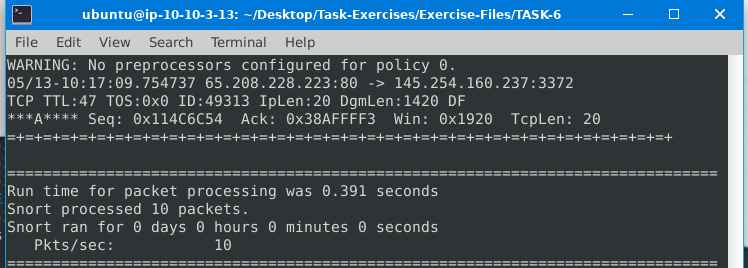 ubuntu@ip-10-10-3-13: ~/Desktop/Task-Exercises/Exercise-Files/TASK-6
File Edit View Search Terminal Help
WARNING: No preprocessors configured for policy 0.
05/13-10:17:09.754737 65.208.228.223:80 -> 145.254.160.237:3372
TCP TTL:47 TOS:0x0 ID:49313 IpLen:20 DgmLen:1420 DF
***A**** Seq: 0x114C6C54  Ack: 0x38AFFFF3  Win: 0x1920  TcpLen: 20
=+=+=+=+=+=+=+=+=+=+=+=+=+=+=+=+=+=+=+=+=+=+=+=+=+=+=+=+=+=+=+=+=+=+=+=+=+
===============================================================================
Run time for packet processing was 0.391 seconds
Snort processed 10 packets.
Snort ran for 0 days 0 hours 0 minutes 0 seconds
   Pkts/sec:           10
===============================================================================